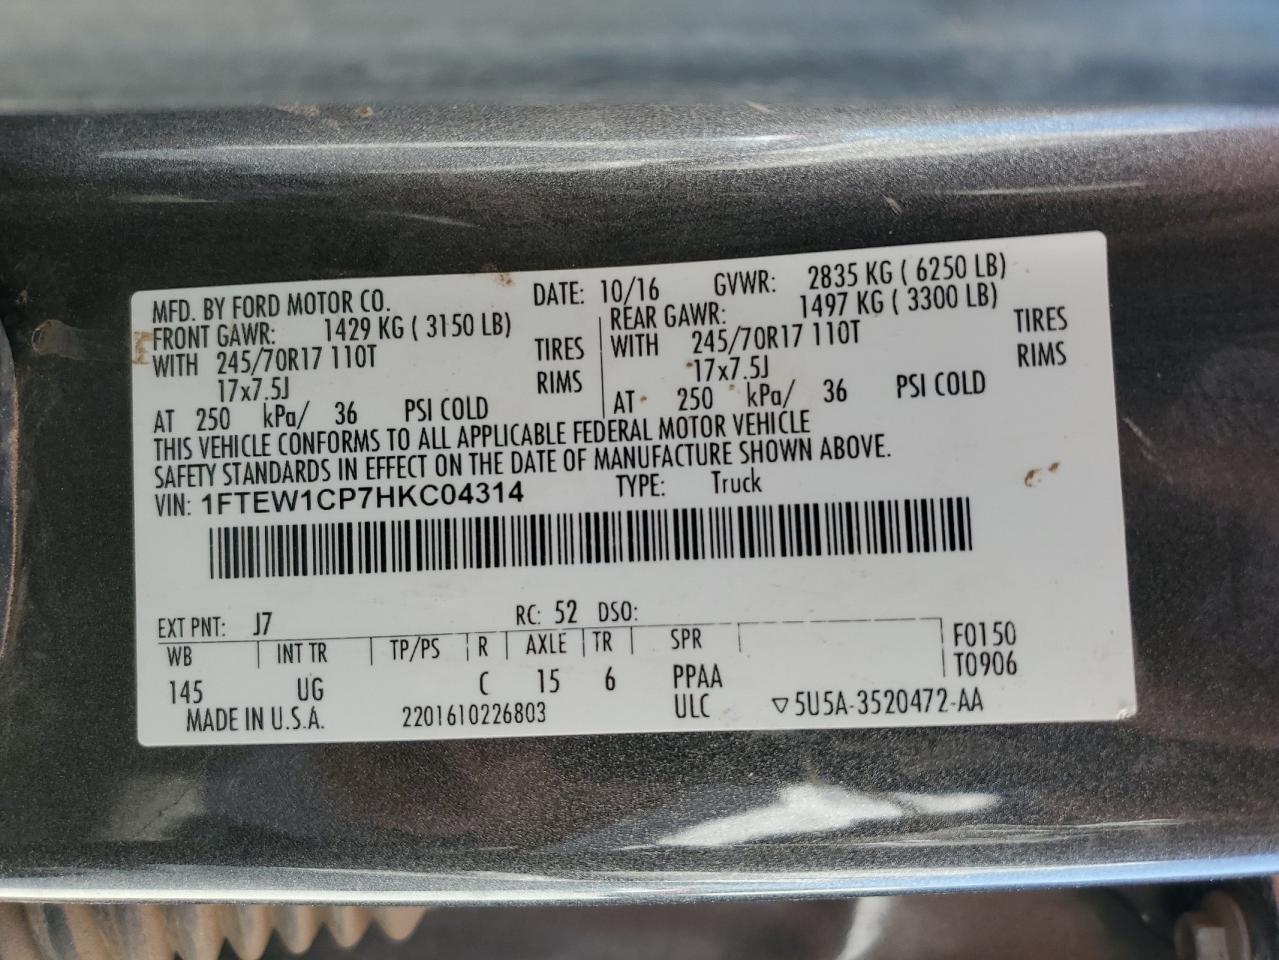 MFD. BY FORD MOTOR CO. DATE: 10/16 GVWR: 2835 KG ( 6250 LB)
FRONT GAWR: 1429 KG ( 3150 LB) REAR GAWR: 1497 KG ( 3300 LB)
WITH 245/70R17 110T TIRES WITH 245/70R17 110T TIRES
17x7.5J RIMS 17x7.5J RIMS
AT 250 kPa/ 36 PSI COLD AT 250 kPa/ 36 PSI COLD
THIS VEHICLE CONFORMS TO ALL APPLICABLE FEDERAL MOTOR VEHICLE
SAFETY STANDARDS IN EFFECT ON THE DATE OF MANUFACTURE SHOWN ABOVE.
VIN: 1FTEW1CP7HKC04314 TYPE: Truck
EXT PNT: J7 RC: 52 DSO:
WB INT TR TP/PS R AXLE TR SPR F0150
145 UG C 15 6 PPAA T0906
MADE IN U.S.A. 2201610226803 ULC ▽5U5A-3520472-AA